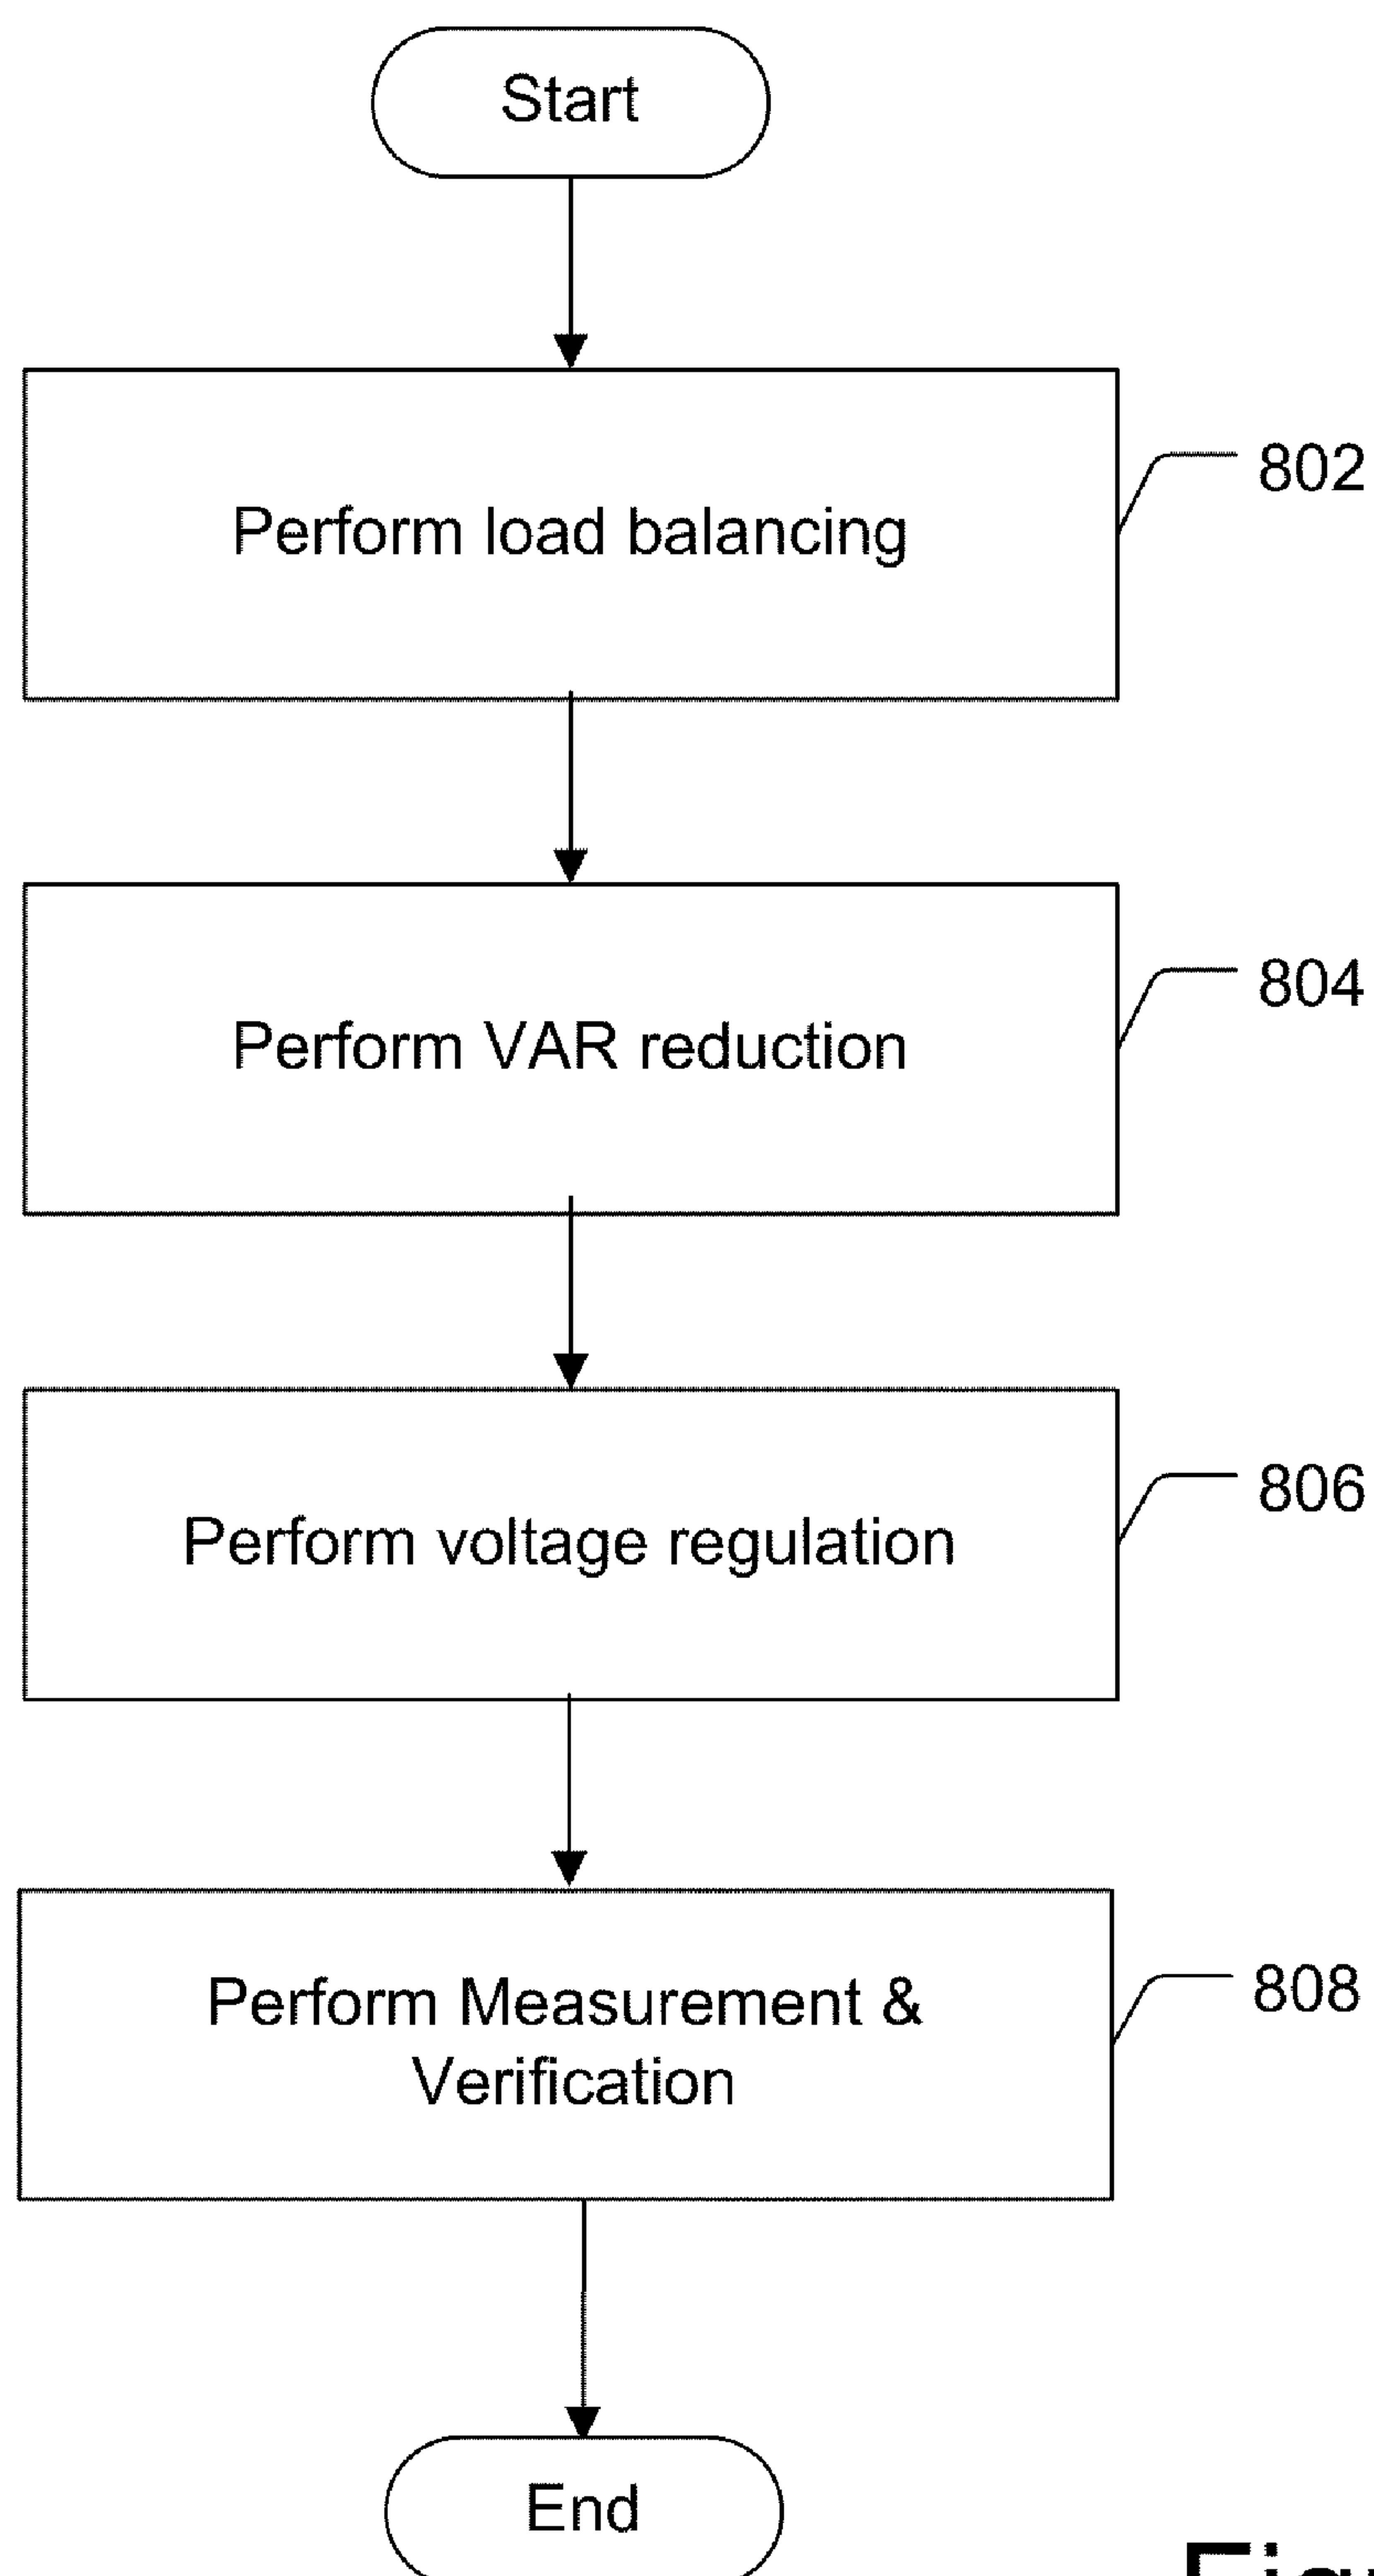 Start
Perform load balancing
802
Perform VAR reduction
804
Perform voltage regulation
806
Perform Measurement &
Verification
808
End